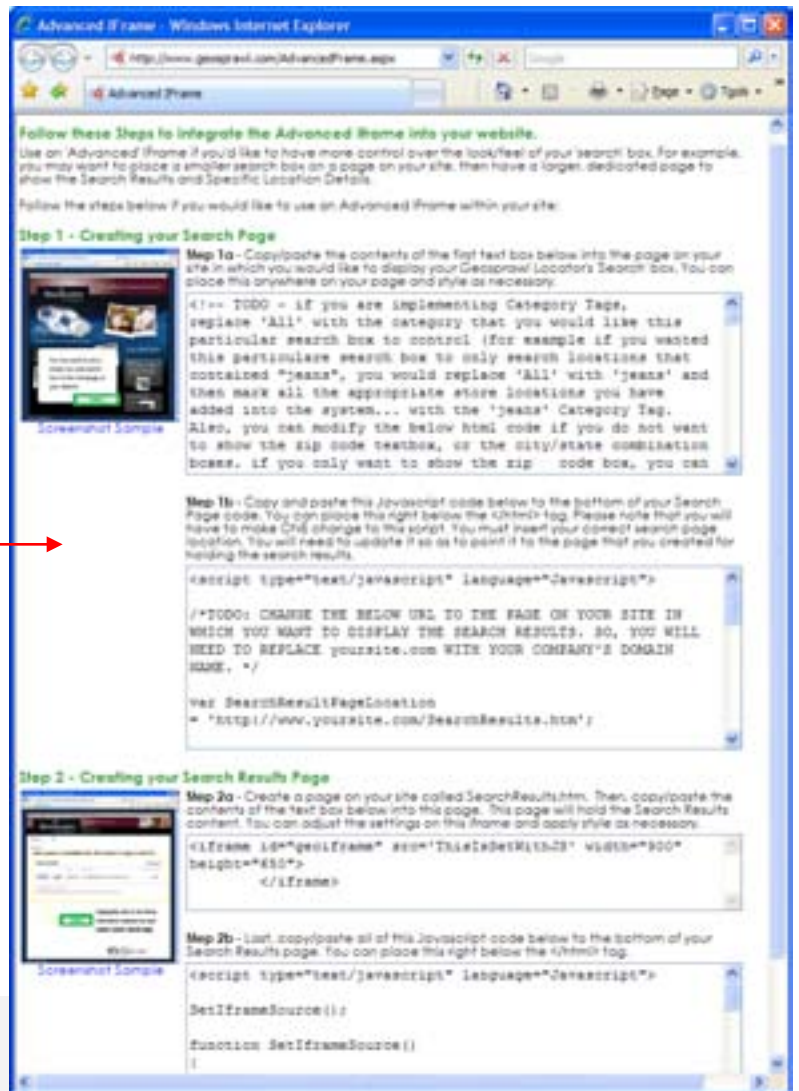 Advanced IFrame - Windows Internet Explorer
http://www.geosprawl.com/AdvancedIFrame.aspx
Google
Advanced IFrame
Page
Tools
Follow these Steps to integrate the Advanced Iframe into your website.
Use an 'Advanced' IFrame if you'd like to have more control over the look/feel of your 'search' box. For example,
you may want to place a smaller search box on a page on your site, then have a larger, dedicated page to
show the Search Results and Specific Location Details.
Follow the steps below if you would like to use an Advanced IFrame within your site:
Step 1 - Creating your Search Page
Step 1a - Copy/paste the contents of the first text box below into the page on your
site in which you would like to display your Geosprawl Locator's 'Search' box. You can
place this anywhere on your page and style as necessary.
<!-- TODO - if you are implementing Category Tags,
replace 'All' with the category that you would like this
particular search box to control (for example if you wanted
this particulare search box to only search locations that
contained "jeans", you would replace 'All' with 'jeans' and
then mark all the appropriate store locations you have
added into the system... with the 'jeans' Category Tag.
Also, you can modify the below html code if you do not want
to show the zip code textbox, or the city/state combination
boxes. if you only want to show the zip code box, you can
Screenshot Sample
Step 1b - Copy and paste this Javascript code below to the bottom of your Search
Page code. You can place this right below the </html> tag. Please note that you will
have to make ONE change to this script. You must insert your correct search page
location. You will need to update it so as to point it to the page that you created for
holding the search results.
<script type="text/javascript" language="Javascript">
/*TODO: CHANGE THE BELOW URL TO THE PAGE ON YOUR SITE IN
WHICH YOU WANT TO DISPLAY THE SEARCH RESULTS. SO, YOU WILL
NEED TO REPLACE yoursite.com WITH YOUR COMPANY'S DOMAIN
NAME. */
var SearchResultPageLocation
= 'http://www.yoursite.com/SearchResults.htm';
Step 2 - Creating your Search Results Page
Step 2a - Create a page on your site called SearchResults.htm. Then, copy/paste the
contents of the text box below into this page. This page will hold the Search Results
content. You can adjust the settings on this iframe and apply style as necessary.
<iframe id="geoiframe" src='ThisIsSetWithJS' width="900"
height="650">
</iframe>
Step 2b - Last, copy/paste all of this Javascript code below to the bottom of your
Search Results page. You can place this right below the </html> tag.
Screenshot Sample
<script type="text/javascript" language="Javascript">
SetIframeSource();
function SetIframeSource()
{